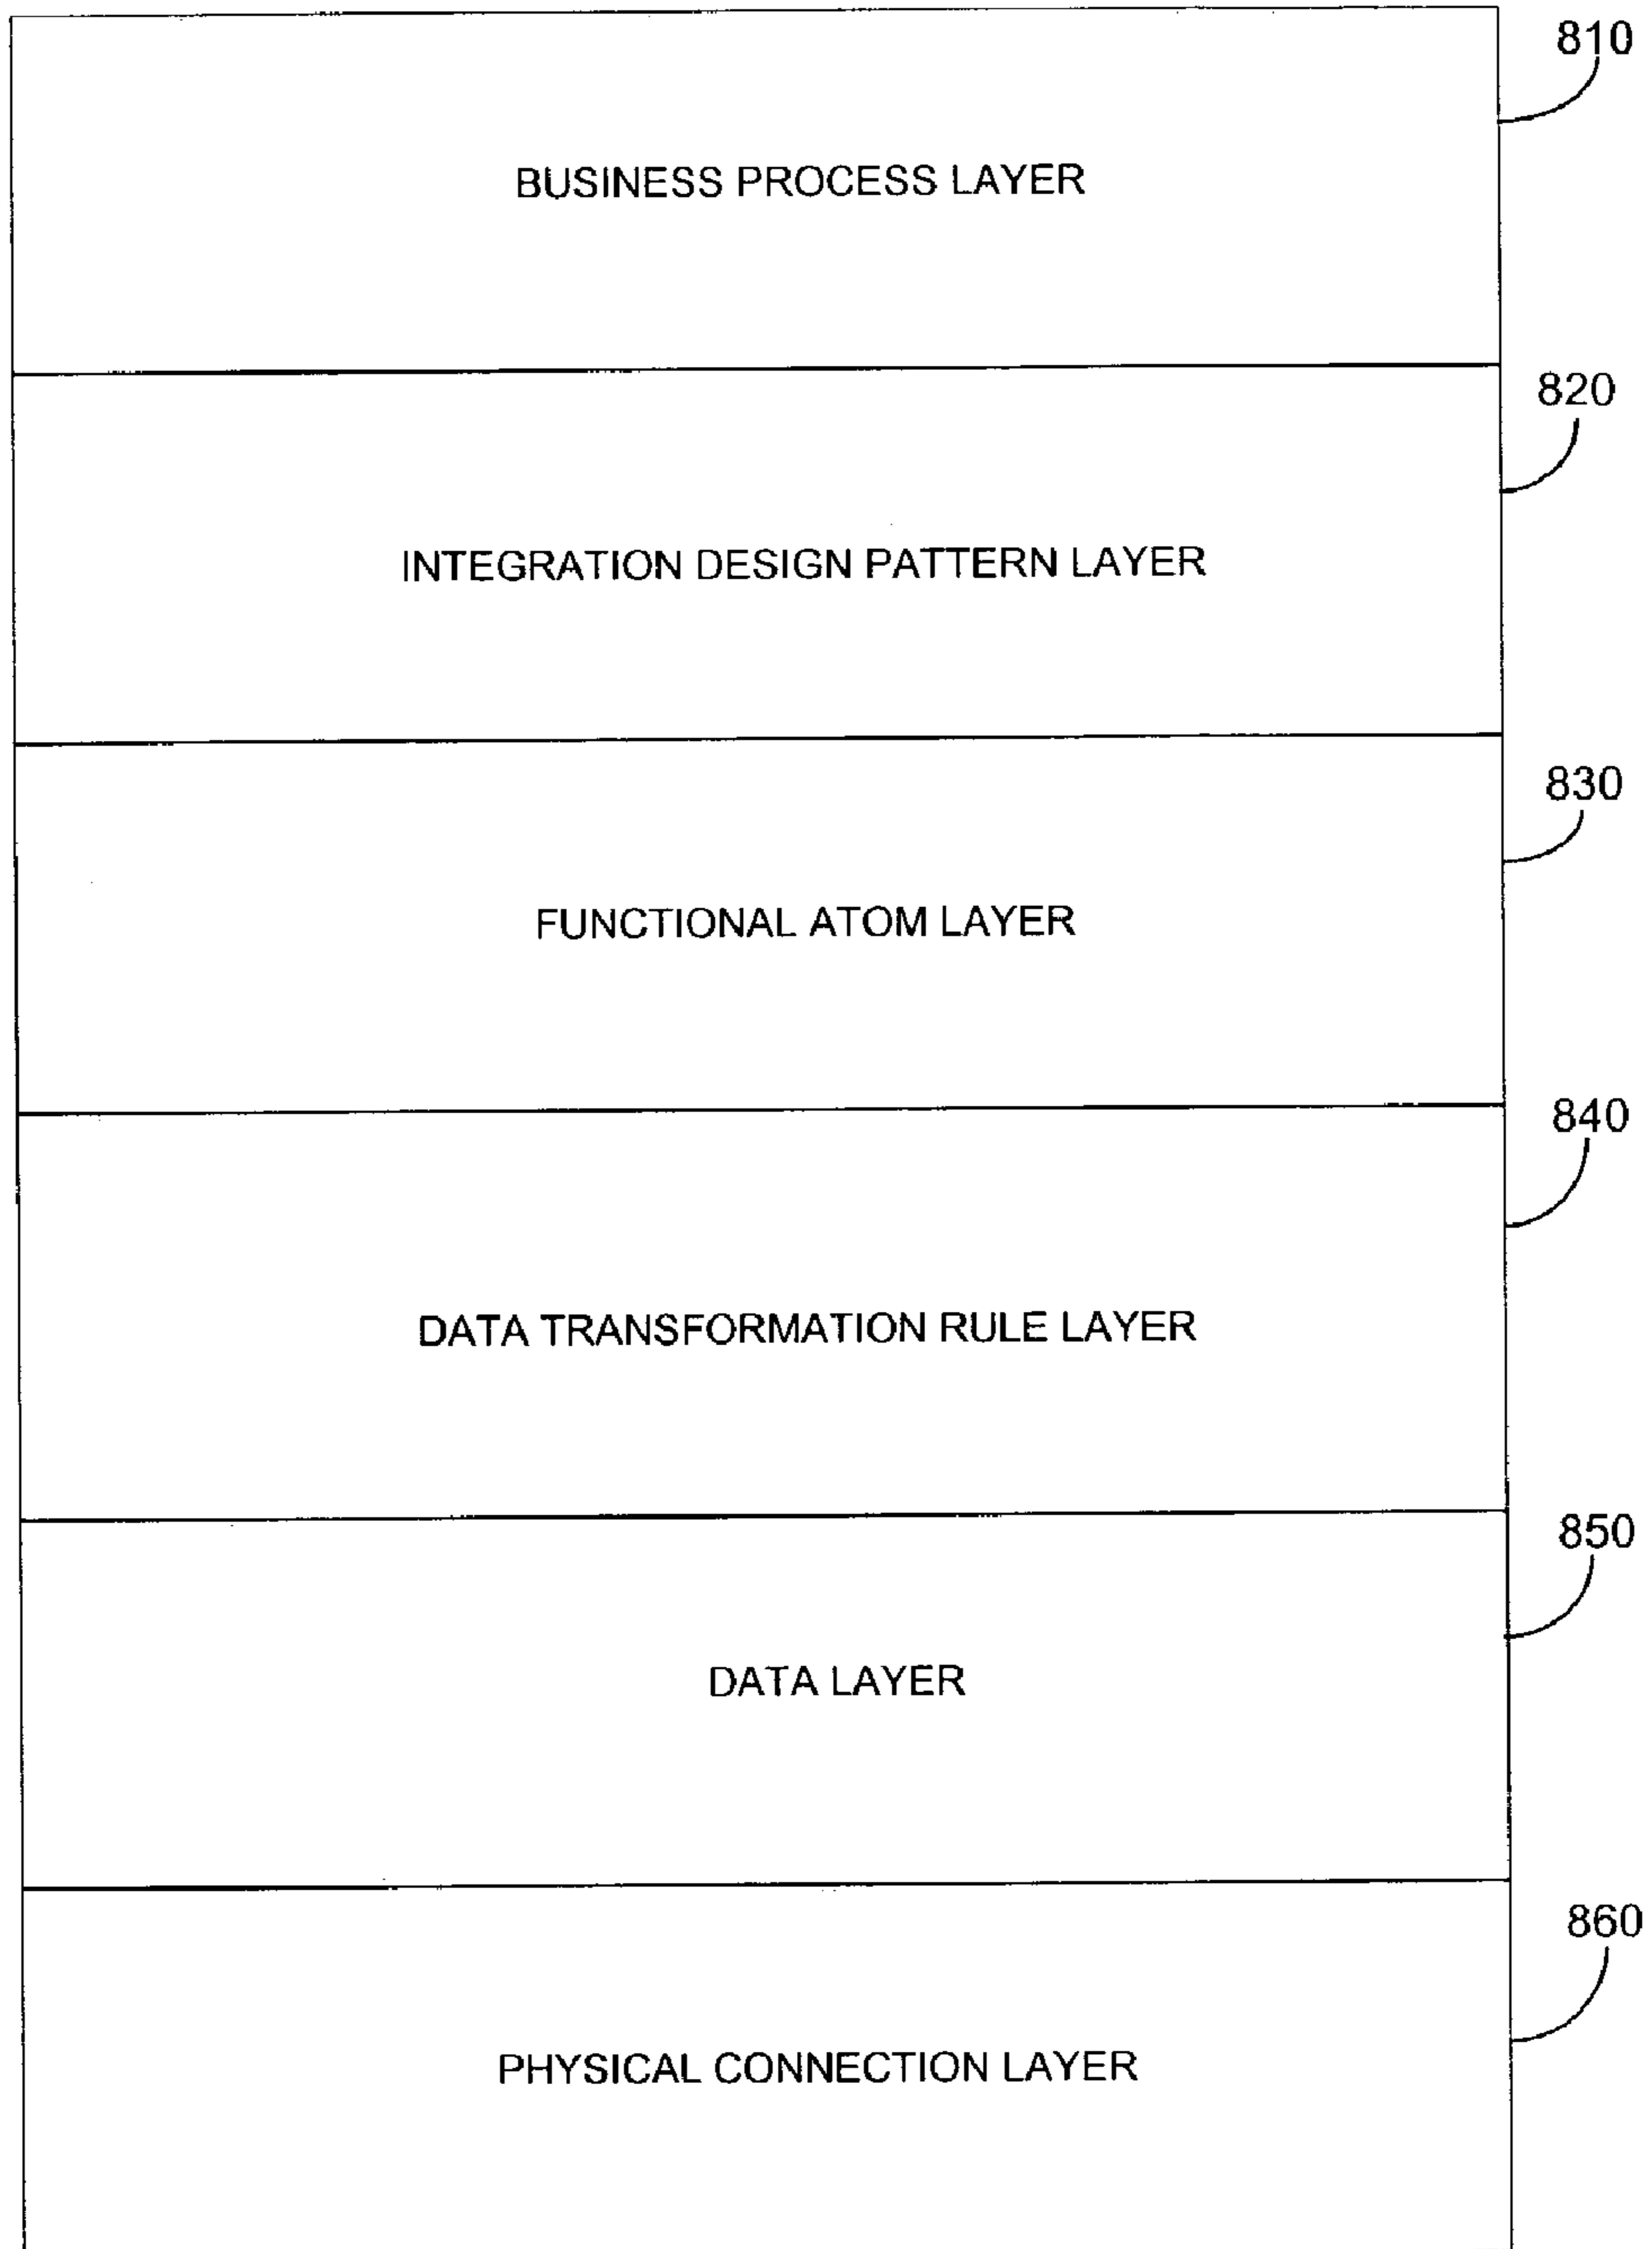 810
BUSINESS PROCESS LAYER
820
INTEGRATION DESIGN PATTERN LAYER
830
FUNCTIONAL ATOM LAYER
840
DATA TRANSFORMATION RULE LAYER
850
DATA LAYER
860
PHYSICAL CONNECTION LAYER